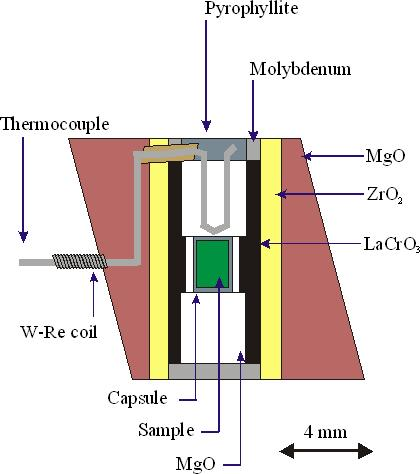 Pyrophyllite
Molybdenum
Thermocouple
MgO
ZrO₂
LaCrO₃
W-Re coil
Capsule
Sample
MgO
4 mm